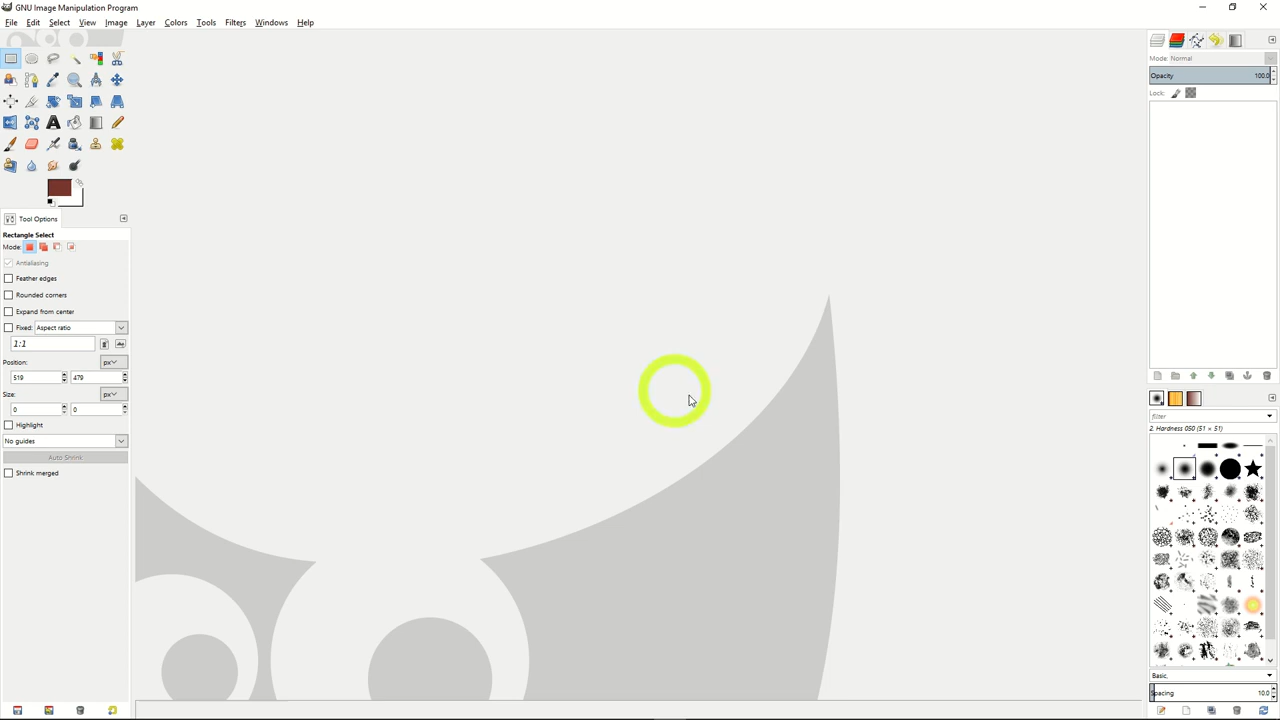 GNU Image Manipulation Program
File Edit Select View Image Layer Colors Tools Filters Windows Help
Mode: Normal
Opacity 100.0
Lock:
Tool Options
Rectangle Select
Mode:
Antialiasing
Feather edges
Rounded corners
Expand from center
Fixed: Aspect ratio
1:1
Position: px
519 479
Size: px
0 0
Highlight
No guides
Auto Shrink
Shrink merged
filter
2. Hardness 050 (51 × 51)
Basic,
Spacing 10.0